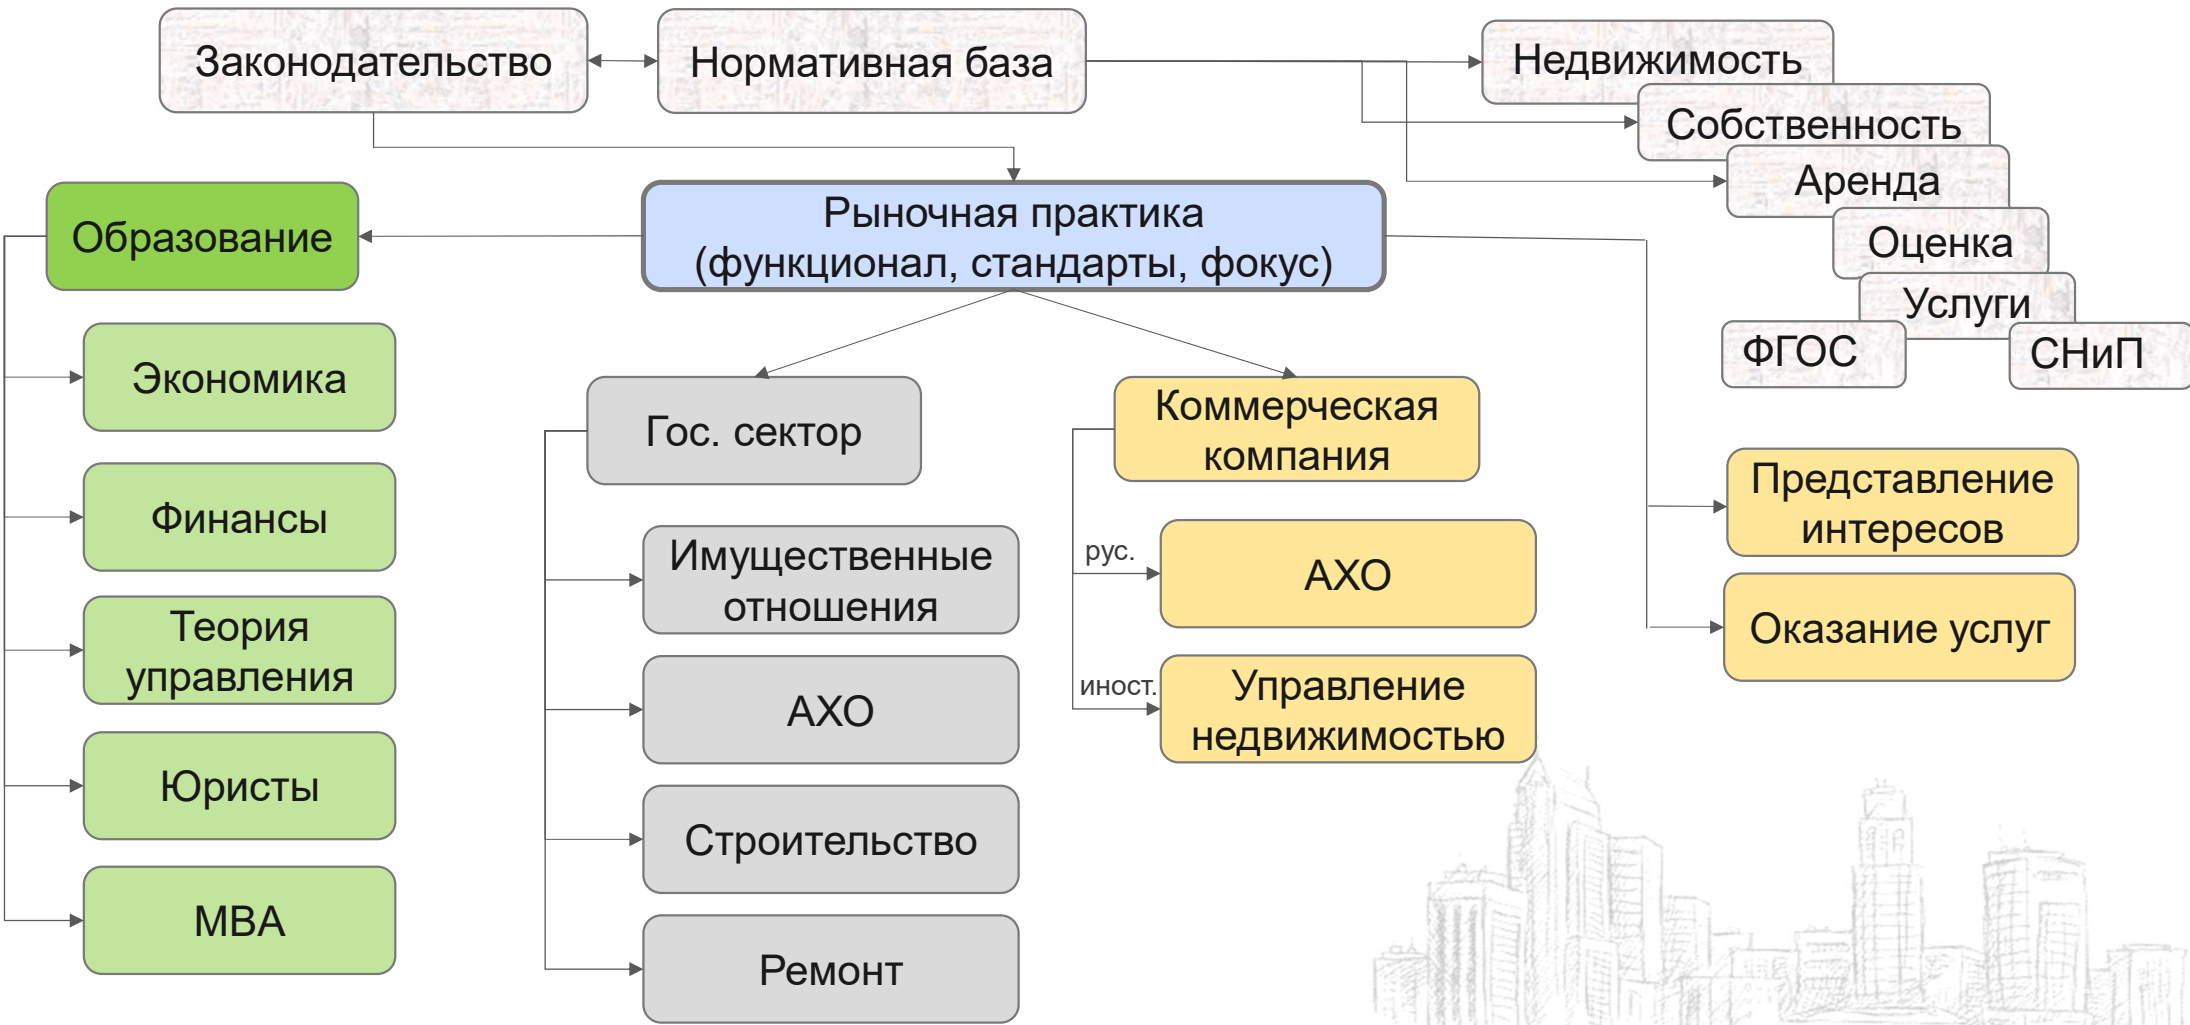 Законодательство
Нормативная база
Недвижимость
Собственность
Аренда
Оценка
Услуги
ФГОС
СНиП
Образование
Рыночная практика
(функционал, стандарты, фокус)
Экономика
Финансы
Теория
управления
Юристы
МВА
Гос. сектор
Имущественные
отношения
АХО
Строительство
Ремонт
Коммерческая
компания
рус.
АХО
иност.
Управление
недвижимостью
Представление
интересов
Оказание услуг